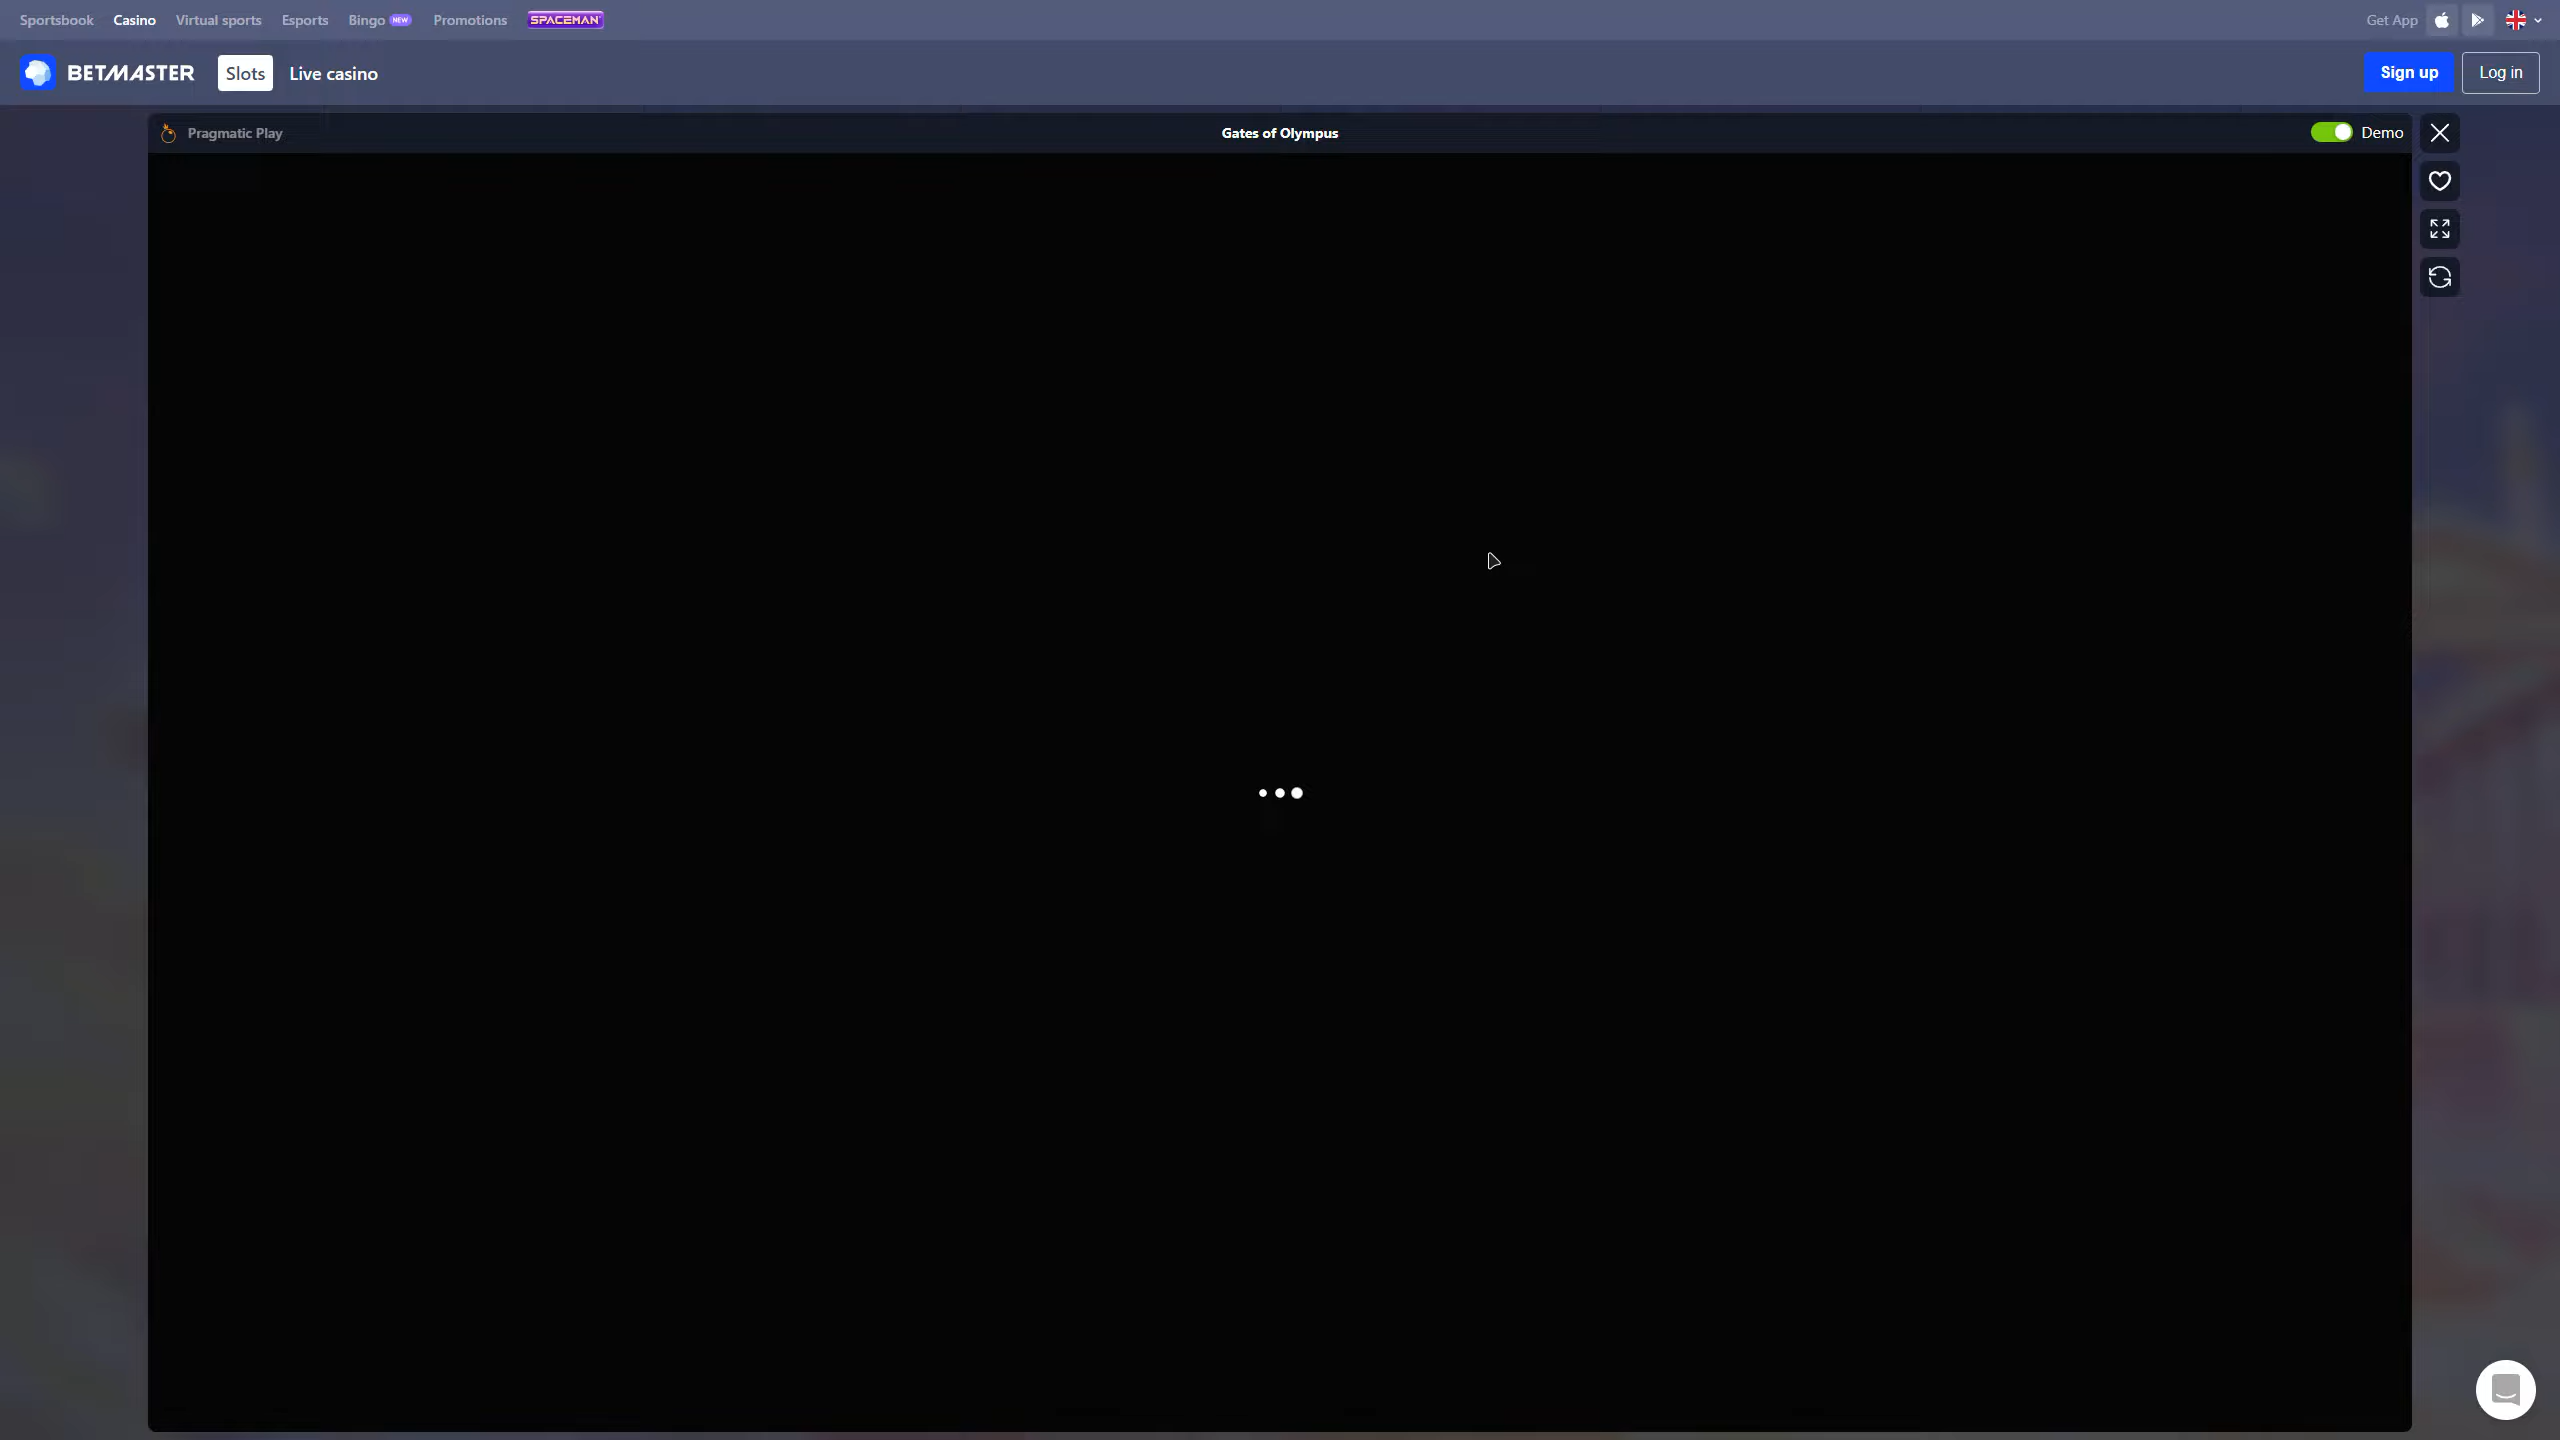 Sportsbook Casino Virtual sports Esports Bingo NEW Promotions SPACEMAN Get App
BETMASTER Slots Live casino Sign up Log in
Pragmatic Play Gates of Olympus Demo